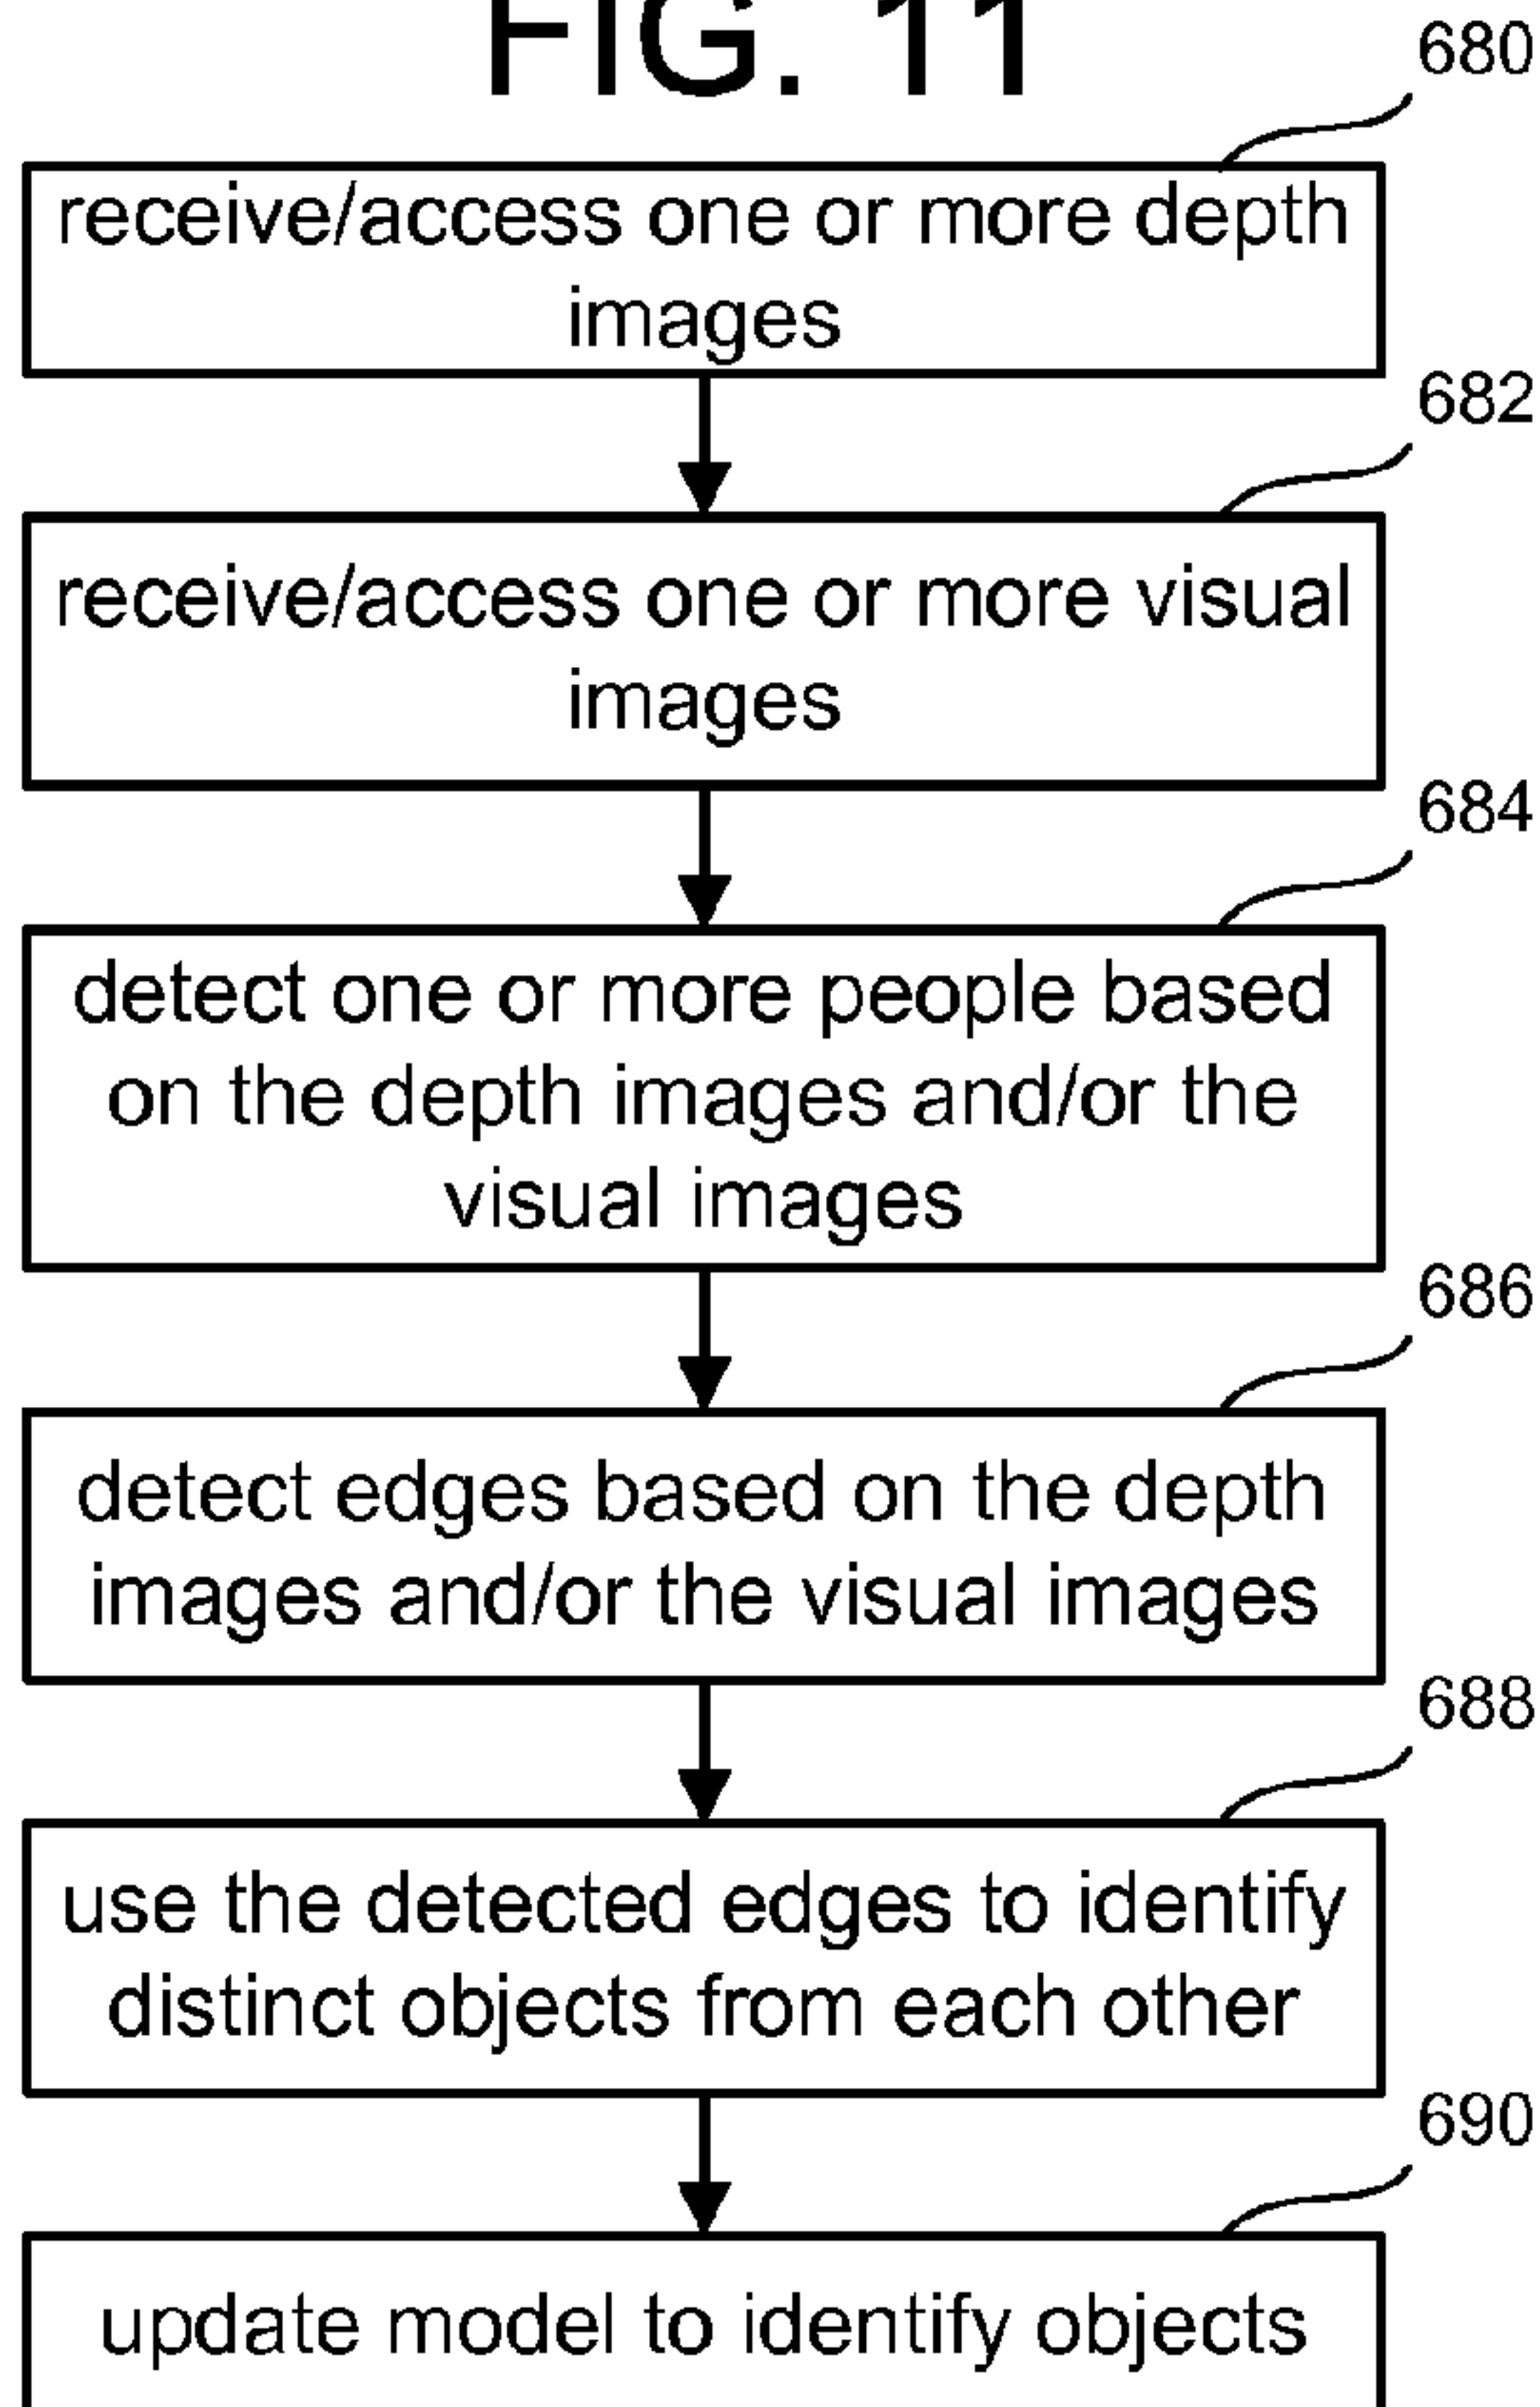 FIG. 11
680
receive/access one or more depth
images
682
receive/access one or more visual
images
684
detect one or more people based
on the depth images and/or the
visual images
686
detect edges based on the depth
images and/or the visual images
688
use the detected edges to identify
distinct objects from each other
690
update model to identify objects